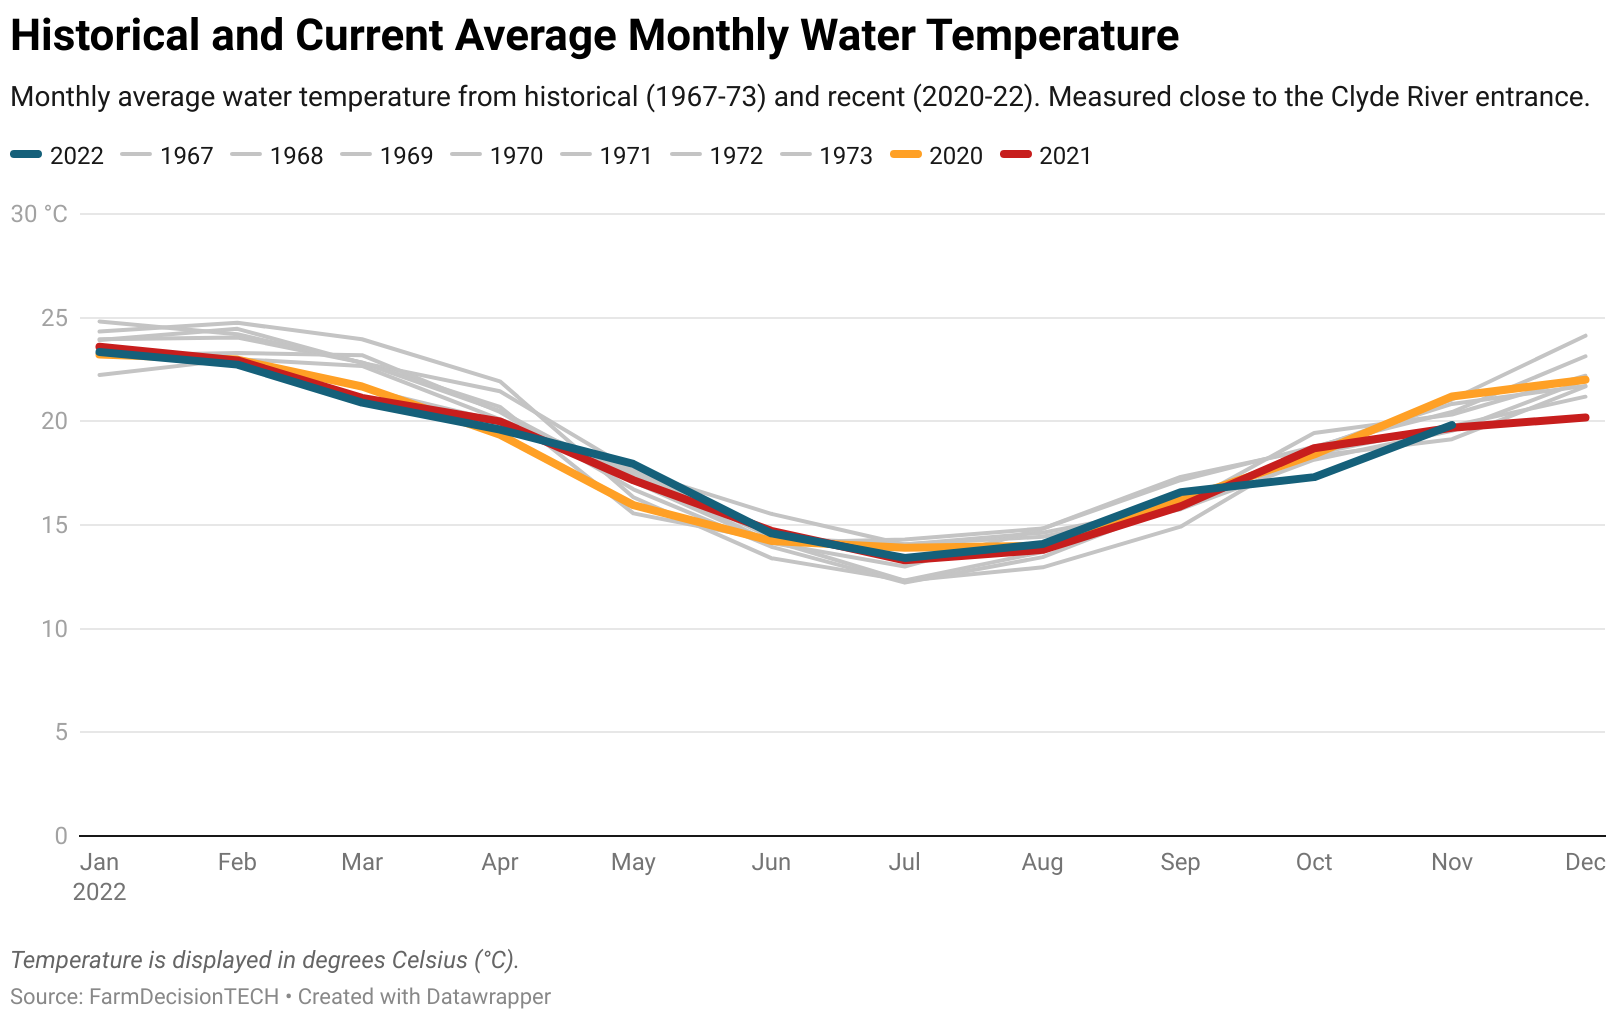 Historical and Current Average Monthly Water Temperature
Monthly average water temperature from historical (1967-73) and recent (2020-22). Measured close to the Clyde River entrance.
2022 1967 1968 1969 1970 1971 1972 1973 2020 2021
30 °C
25
20
15
10
5
0
Jan Feb Mar Apr May Jun Jul Aug Sep Oct Nov Dec
2022
Temperature is displayed in degrees Celsius (°C).
Source: FarmDecisionTECH • Created with Datawrapper